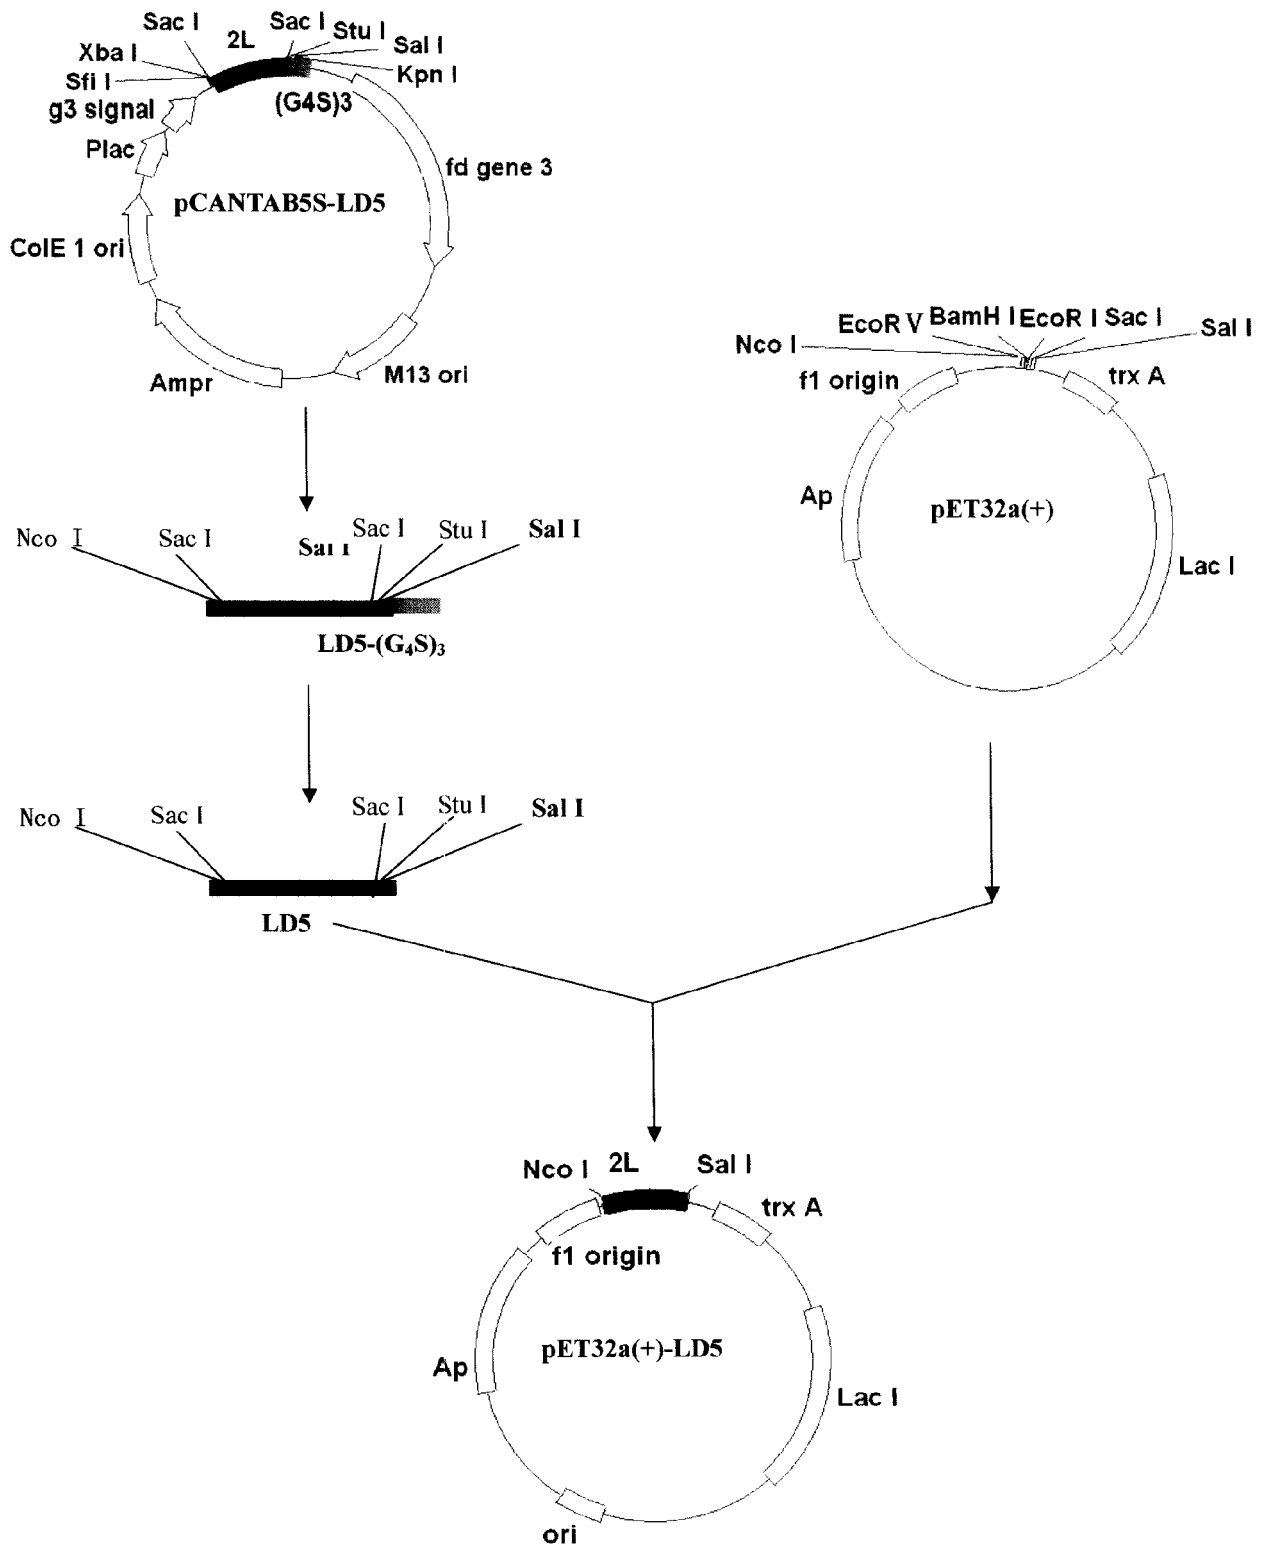 Sac I
2L
Sac I
Stu I
Xba I
Sal I
Sfi I
Kpn I
g3 signal
(G4S)3
Plac
fd gene 3
pCANTAB5S-LD5
ColE 1 ori
Ampr
M13 ori
EcoR V
BamH I
EcoR I
Sac I
Sal I
Nco I
f1 origin
trx A
Ap
pET32a(+)
Lac I
Nco I
Sac I
Sal I
Sac I
Stu I
Sal I
LD5-(G₄S)₃
Nco I
Sac I
Sac I
Stu I
Sal I
LD5
Nco I
2L
Sal I
trx A
f1 origin
pET32a(+)-LD5
Ap
Lac I
ori